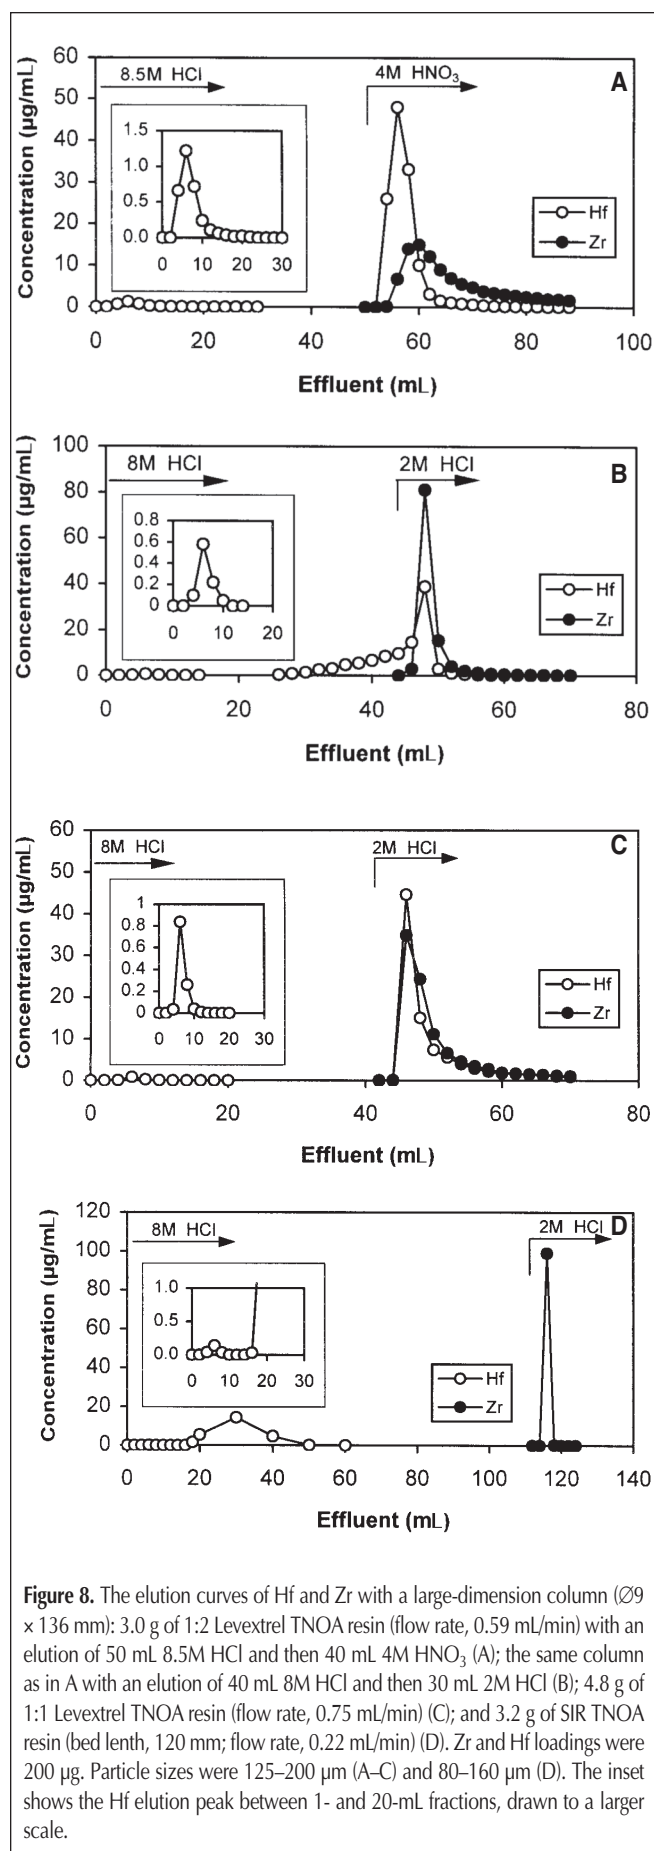 60
50
40
30
20
10
0
Concentration (µg/mL)
8.5M HCl
4M HNO3
A
1.5
1.0
0.5
0.0
0 10 20 30
Hf
Zr
0 20 40 60 80 100
Effluent (mL)
100
80
60
40
20
0
Concentration (µg/mL)
8M HCl
2M HCl
B
0.8
0.6
0.4
0.2
0
0 10 20
Hf
Zr
0 20 40 60 80
Effluent (mL)
60
50
40
30
20
10
0
Concentration (µg/mL)
8M HCl
2M HCl
C
1
0.8
0.6
0.4
0.2
0
0 10 20 30
Hf
Zr
0 20 40 60 80
Effluent (mL)
120
100
80
60
40
20
0
Concentration (µg/mL)
8M HCl
2M HCl
D
1.0
0.5
0.0
0 10 20 30
Hf
Zr
0 20 40 60 80 100 120 140
Effluent (mL)
Figure 8. The elution curves of Hf and Zr with a large-dimension column (Ø9
× 136 mm): 3.0 g of 1:2 Levextrel TNOA resin (flow rate, 0.59 mL/min) with an
elution of 50 mL 8.5M HCl and then 40 mL 4M HNO3 (A); the same column
as in A with an elution of 40 mL 8M HCl and then 30 mL 2M HCl (B); 4.8 g of
1:1 Levextrel TNOA resin (flow rate, 0.75 mL/min) (C); and 3.2 g of SIR TNOA
resin (bed lenth, 120 mm; flow rate, 0.22 mL/min) (D). Zr and Hf loadings were
200 µg. Particle sizes were 125–200 µm (A–C) and 80–160 µm (D). The inset
shows the Hf elution peak between 1- and 20-mL fractions, drawn to a larger
scale.